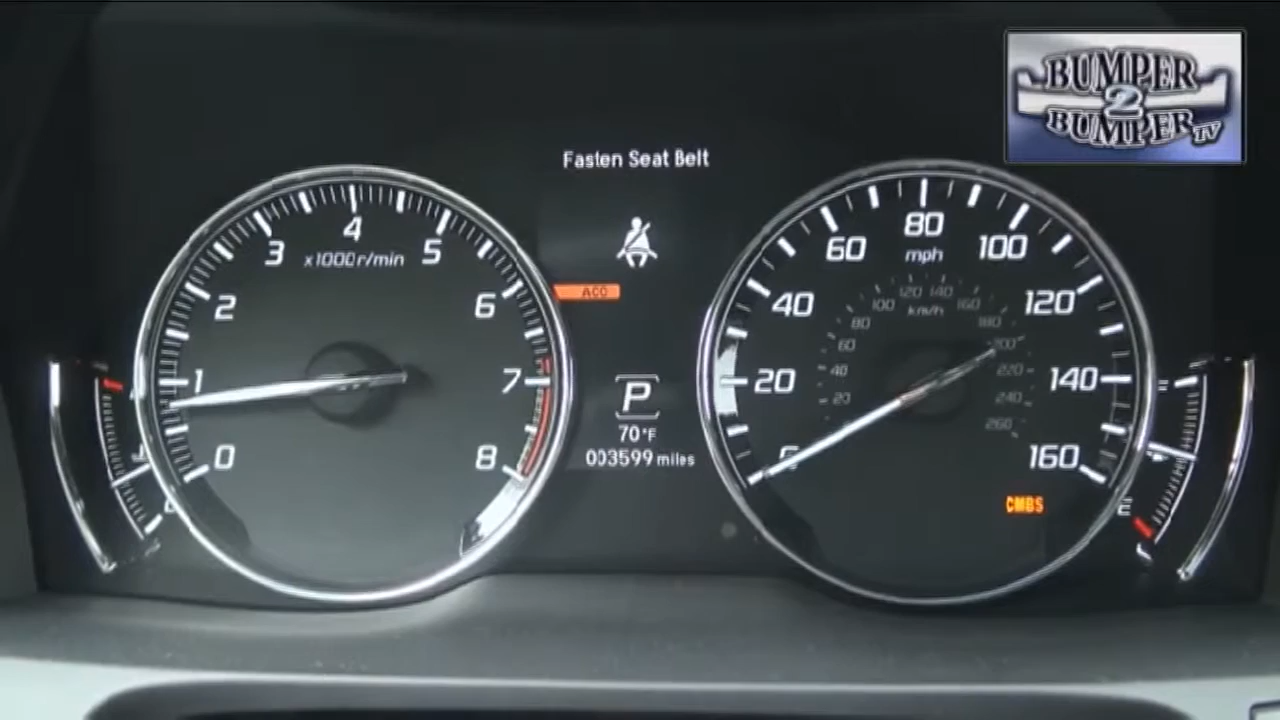 BUMPER
2
BUMPER TV
Fasten Seat Belt
0
1
2
3
4
5
6
7
8
x1000r/min
ACC
P
70°F
003599 miles
20
40
60
80
100
120
140
160
mph
20
40
60
80
100
120
140
160
180
200
220
240
260
km/h
CMBS
E